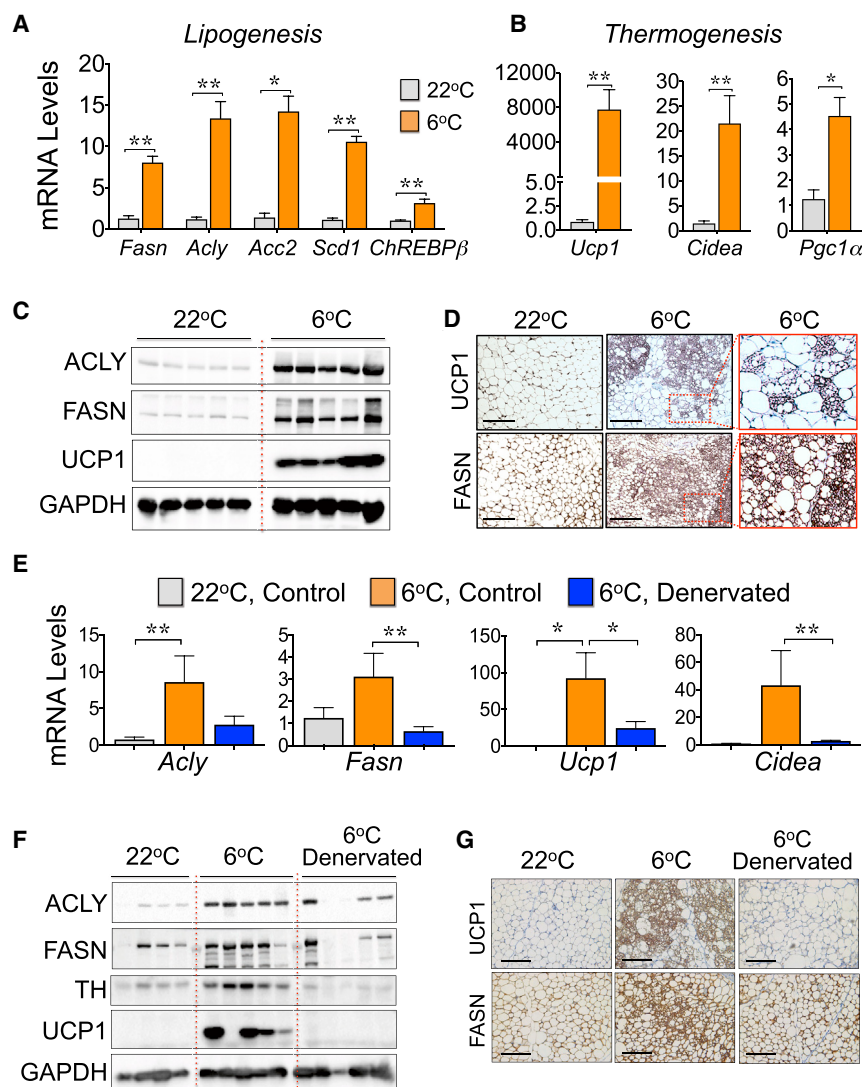 A
Lipogenesis
mRNA Levels
20
15
10
5
0
**
**
*
**
**
22°C
6°C
Fasn Acly Acc2 Scd1 ChREBPβ
B
Thermogenesis
12000
8000
4000
5.0
2.5
0.0
**
Ucp1
30
25
20
15
10
5
0
**
Cidea
6
5
4
3
2
1
0
*
Pgc1α
C
22°C 6°C
ACLY
FASN
UCP1
GAPDH
D
22°C 6°C 6°C
UCP1
FASN
E
22°C, Control 6°C, Control 6°C, Denervated
mRNA Levels
15
10
5
0
**
Acly
5
4
3
2
1
0
**
Fasn
150
100
50
0
* *
Ucp1
80
60
40
20
0
**
Cidea
F
22°C 6°C 6°C
Denervated
ACLY
FASN
TH
UCP1
GAPDH
G
22°C 6°C 6°C
Denervated
UCP1
FASN